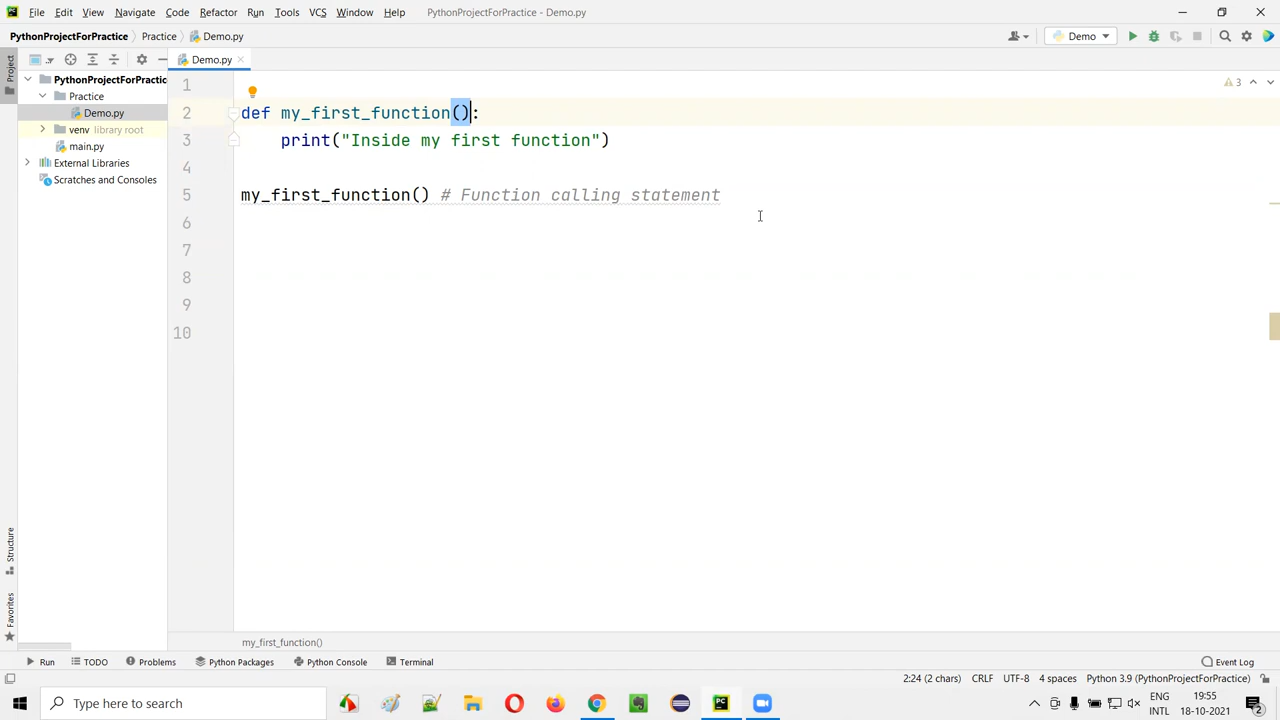 File Edit View Navigate Code Refactor Run Tools VCS Window Help PythonProjectForPractice - Demo.py
PythonProjectForPractice Practice Demo.py Demo
Project
Demo.py
PythonProjectForPractic
Practice
Demo.py
venv library root
main.py
External Libraries
Scratches and Consoles
1
2 def my_first_function():
3 print("Inside my first function")
4
5 my_first_function() # Function calling statement
6
7
8
9
10
3
Structure
Favorites
my_first_function()
Run TODO Problems Python Packages Python Console Terminal Event Log
2:24 (2 chars) CRLF UTF-8 4 spaces Python 3.9 (PythonProjectForPractice)
Type here to search
PC
ENG
INTL
19:55
18-10-2021
2